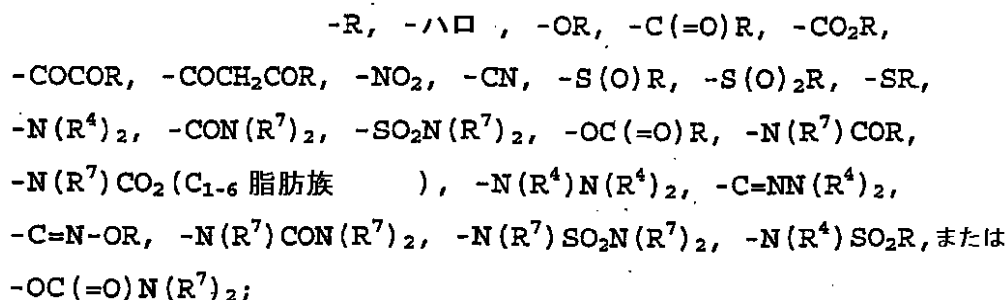 -R, -ハロ, -OR, -C(=O)R, -CO₂R,
-COCOR, -COCH₂COR, -NO₂, -CN, -S(O)R, -S(O)₂R, -SR,
-N(R⁴)₂, -CON(R⁷)₂, -SO₂N(R⁷)₂, -OC(=O)R, -N(R⁷)COR,
-N(R⁷)CO₂(C₁₋₆ 脂肪族), -N(R⁴)N(R⁴)₂, -C=NN(R⁴)₂,
-C=N-OR, -N(R⁷)CON(R⁷)₂, -N(R⁷)SO₂N(R⁷)₂, -N(R⁴)SO₂R,または
-OC(=O)N(R⁷)₂;